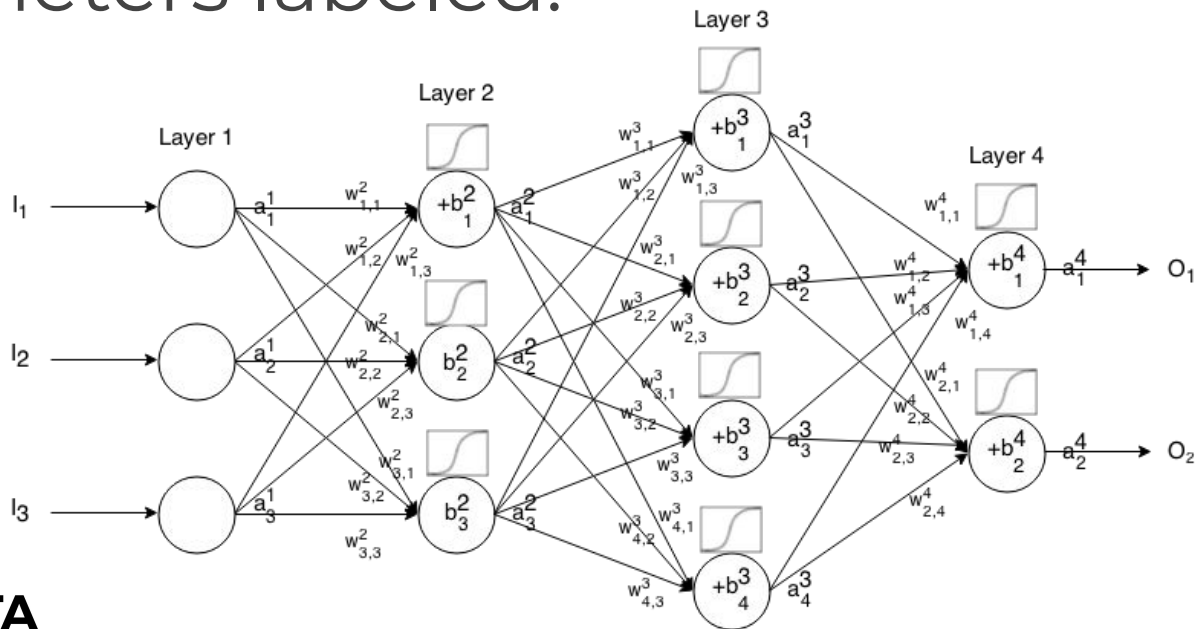 neters labeled.
Layer 3
Layer 2
Layer 1
Layer 4
I₁
I₂
I₃
a¹₁
a¹₂
a¹₃
w²₁,₁
w²₁,₂
w²₁,₃
w²₂,₁
w²₂,₂
w²₂,₃
w²₃,₁
w²₃,₂
w²₃,₃
+b²₁
b²₂
b²₃
a²₁
a²₂
a²₃
w³₁,₁
w³₁,₂
w³₁,₃
w³₂,₁
w³₂,₂
w³₂,₃
w³₃,₁
w³₃,₂
w³₃,₃
w³₄,₁
w³₄,₂
w³₄,₃
+b³₁
+b³₂
+b³₃
+b³₄
a³₁
a³₂
a³₃
a³₄
w⁴₁,₁
w⁴₁,₂
w⁴₁,₃
w⁴₁,₄
w⁴₂,₁
w⁴₂,₂
w⁴₂,₃
w⁴₂,₄
+b⁴₁
+b⁴₂
a⁴₁
a⁴₂
O₁
O₂
TA